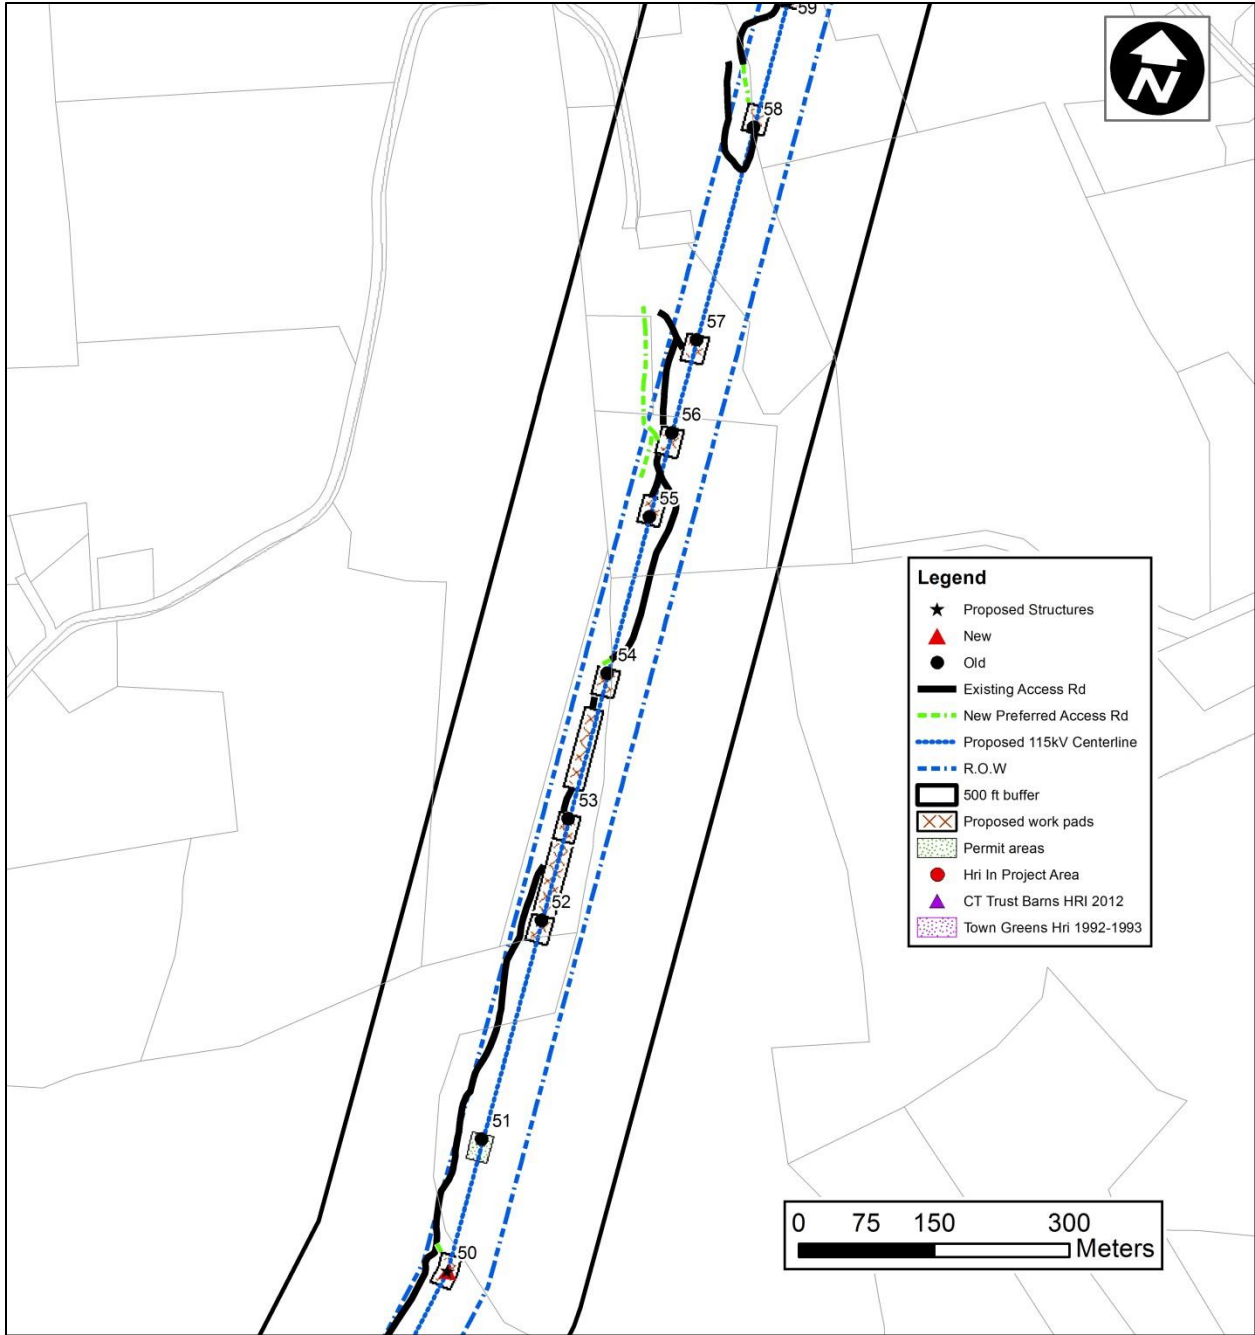 59
N
58
57
56
55
54
53
52
51
50
Legend
Proposed Structures
New
Old
Existing Access Rd
New Preferred Access Rd
Proposed 115kV Centerline
R.O.W
500 ft buffer
Proposed work pads
Permit areas
Hri In Project Area
CT Trust Barns HRI 2012
Town Greens Hri 1992-1993
0 75 150 300
Meters